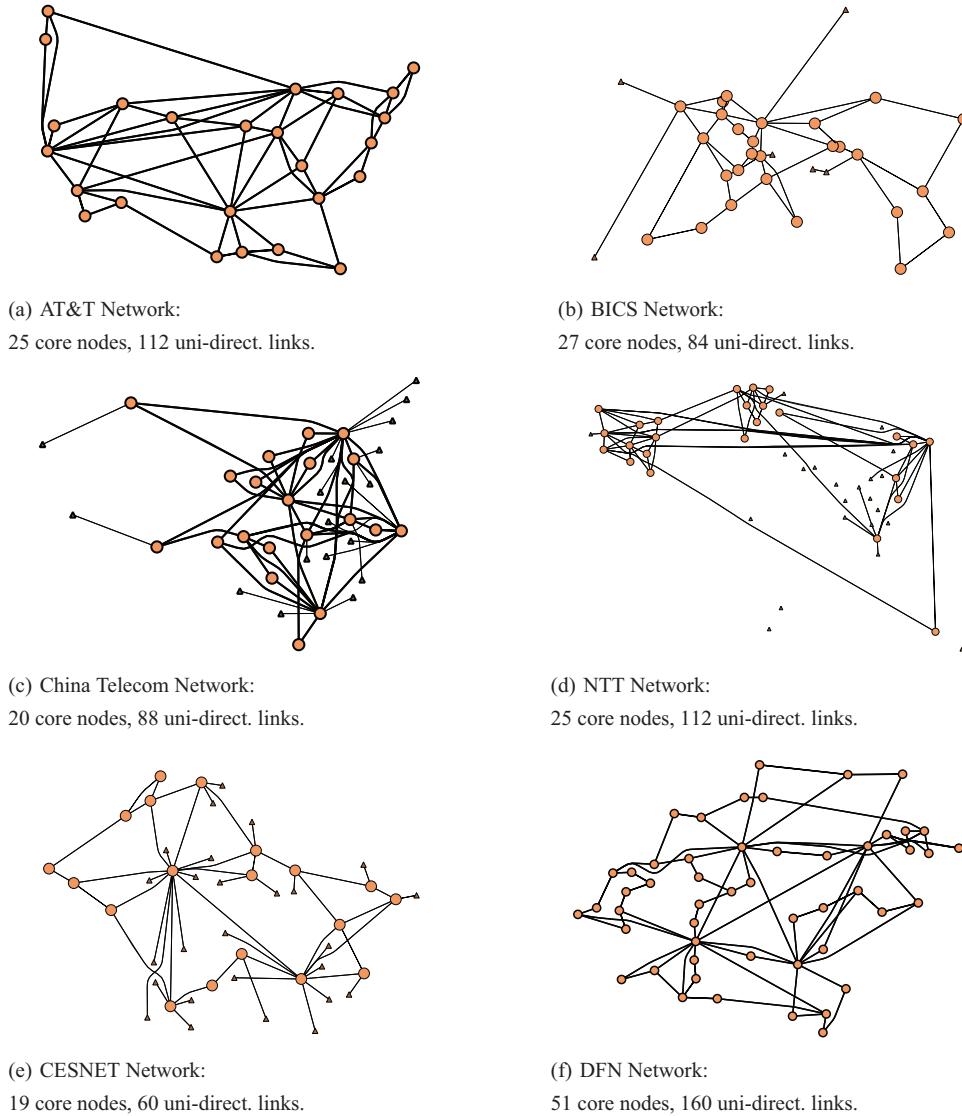 (a) AT&T Network:
25 core nodes, 112 uni-direct. links.
(b) BICS Network:
27 core nodes, 84 uni-direct. links.
(c) China Telecom Network:
20 core nodes, 88 uni-direct. links.
(d) NTT Network:
25 core nodes, 112 uni-direct. links.
(e) CESNET Network:
19 core nodes, 60 uni-direct. links.
(f) DFN Network:
51 core nodes, 160 uni-direct. links.